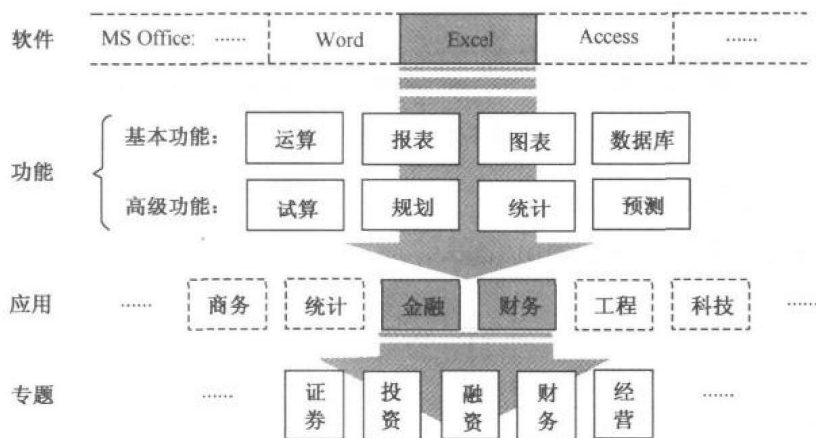 软件 MS Office: ...... Word Excel Access ......
基本功能: 运算 报表 图表 数据库
功能
高级功能: 试算 规划 统计 预测
应用 ...... 商务 统计 金融 财务 工程 科技 ......
专题 ...... 证券 投资 融资 财务 经营 ......